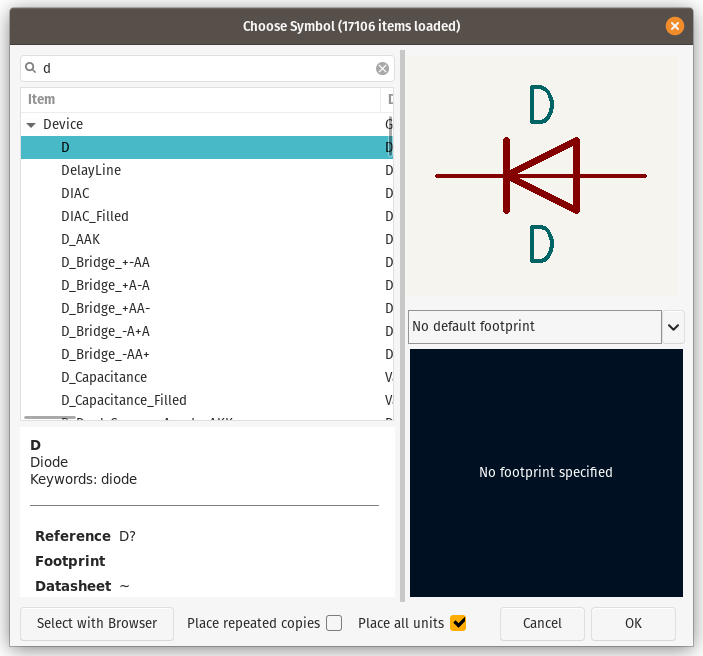 Choose Symbol (17106 items loaded)
d
Item
Device
D
DelayLine
DIAC
DIAC_Filled
D_AAK
D_Bridge_+-AA
D_Bridge_+A-A
D_Bridge_+AA-
D_Bridge_-A+A
D_Bridge_-AA+
D_Capacitance
D_Capacitance_Filled
D
D
No default footprint
No footprint specified
D
Diode
Keywords: diode
Reference D?
Footprint
Datasheet ~
Select with Browser Place repeated copies Place all units Cancel OK